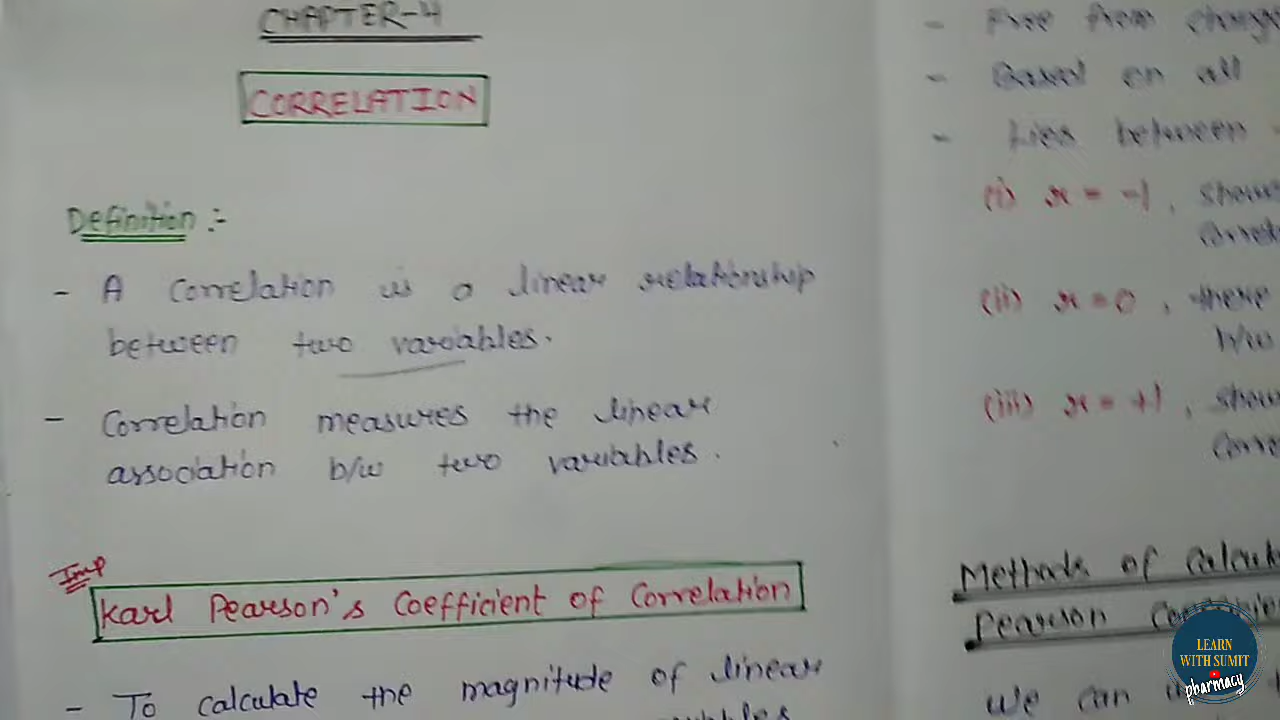 CHAPTER-4
CORRELATION
Definition :-
- A correlation is a linear relationship
between two variables.
- Correlation measures the linear
association b/w two variables.
Imp
Karl Pearson's Coefficient of Correlation
- To calculate the magnitude of linear
- Free from change
- Based on all
- Lies between
(i) r = -1, shows
(ii) r = 0, there
b/w
(iii) r = +1, shows
Methods of
Pearson
we can
LEARN
WITH SUMIT
pharmacy